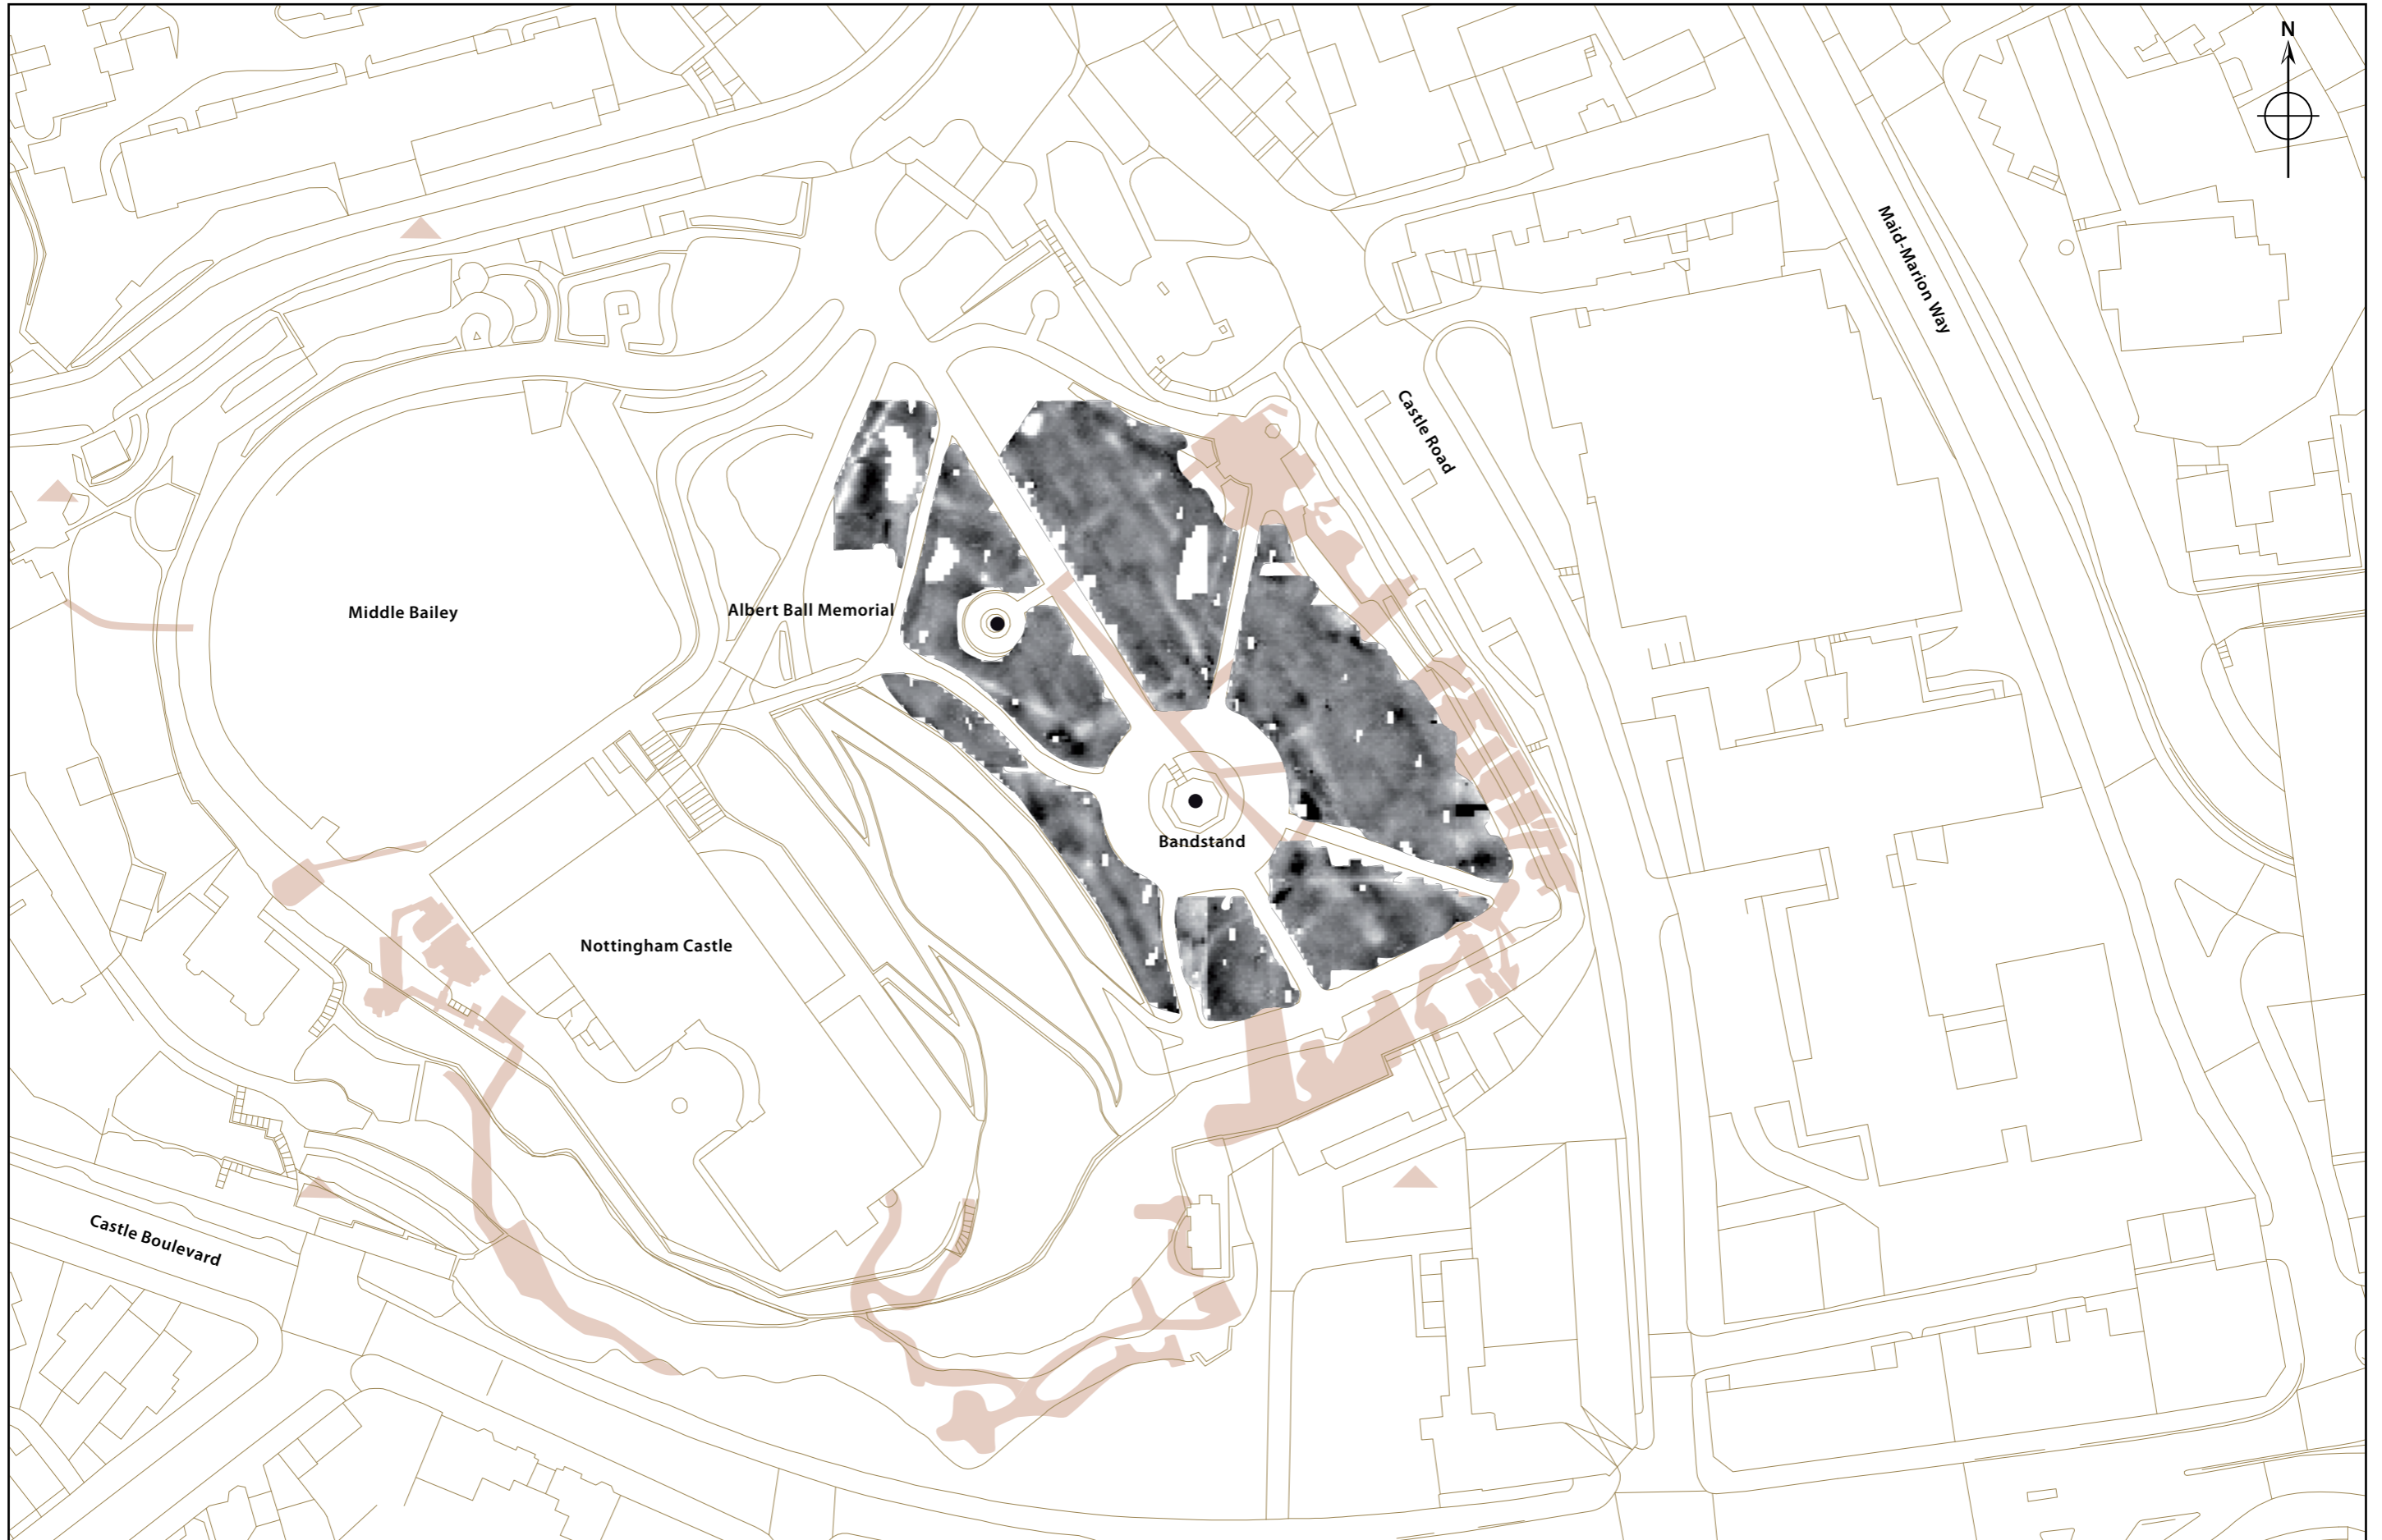 N
Maid-Marion Way
Castle Road
Middle Bailey
Albert Ball Memorial
Bandstand
Nottingham Castle
Castle Boulevard